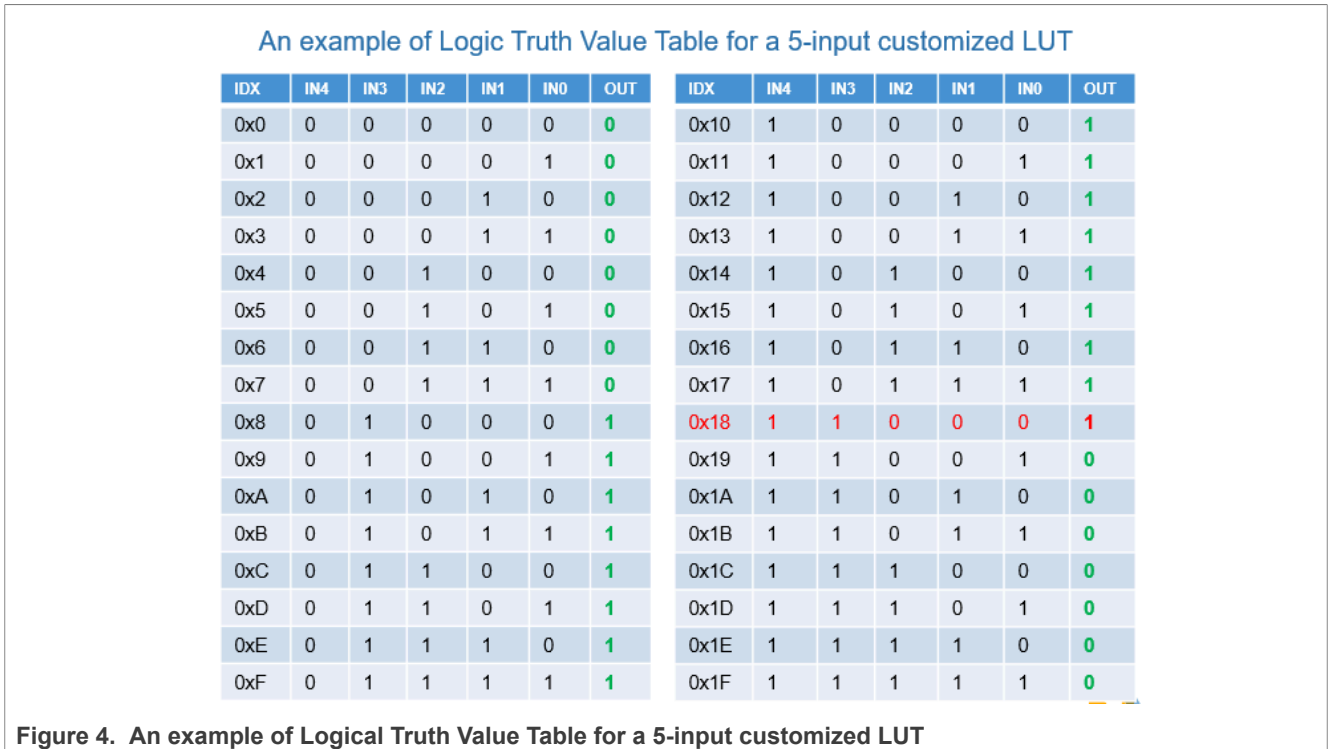 An example of Logic Truth Value Table for a 5-input customized LUT
IDX IN4 IN3 IN2 IN1 IN0 OUT IDX IN4 IN3 IN2 IN1 IN0 OUT
0x0 0 0 0 0 0 0 0x10 1 0 0 0 0 1
0x1 0 0 0 0 1 0 0x11 1 0 0 0 1 1
0x2 0 0 0 1 0 0 0x12 1 0 0 1 0 1
0x3 0 0 0 1 1 0 0x13 1 0 0 1 1 1
0x4 0 0 1 0 0 0 0x14 1 0 1 0 0 1
0x5 0 0 1 0 1 0 0x15 1 0 1 0 1 1
0x6 0 0 1 1 0 0 0x16 1 0 1 1 0 1
0x7 0 0 1 1 1 0 0x17 1 0 1 1 1 1
0x8 0 1 0 0 0 1 0x18 1 1 0 0 0 1
0x9 0 1 0 0 1 1 0x19 1 1 0 0 1 0
0xA 0 1 0 1 0 1 0x1A 1 1 0 1 0 0
0xB 0 1 0 1 1 1 0x1B 1 1 0 1 1 0
0xC 0 1 1 0 0 1 0x1C 1 1 1 0 0 0
0xD 0 1 1 0 1 1 0x1D 1 1 1 0 1 0
0xE 0 1 1 1 0 1 0x1E 1 1 1 1 0 0
0xF 0 1 1 1 1 1 0x1F 1 1 1 1 1 0
Figure 4. An example of Logical Truth Value Table for a 5-input customized LUT